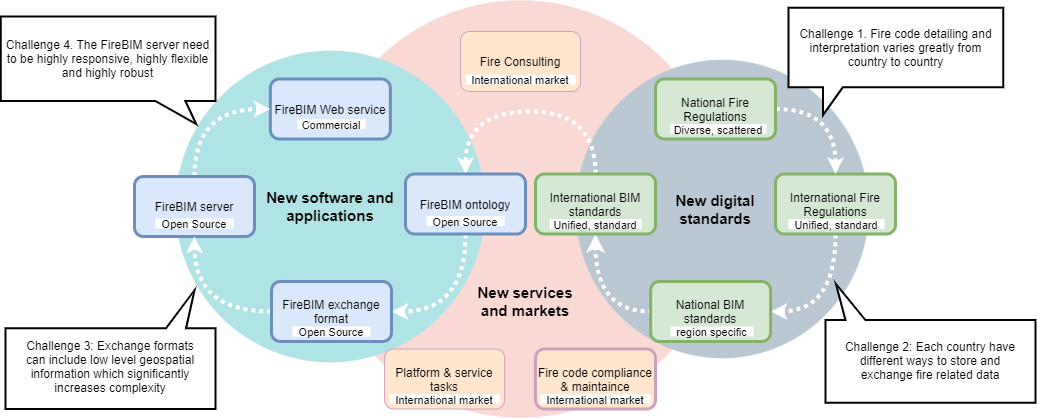 Challenge 4. The FireBIM server need
to be highly responsive, highly flexible
and highly robust
Challenge 1. Fire code detailing and
interpretation varies greatly from
country to country
Fire Consulting
International market
FireBIM Web service
Commercial
National Fire
Regulations
Diverse, scattered
FireBIM server
Open Source
New software and
applications
FireBIM ontology
Open Source
International BIM
standards
Unified, standard
New digital
standards
International Fire
Regulations
Unified, standard
FireBIM exchange
format
Open Source
New services
and markets
National BIM
standards
region specific
Challenge 3: Exchange formats
can include low level geospatial
information which significantly
increases complexity
Challenge 2: Each country have
different ways to store and
exchange fire related data
Platform & service
tasks
International market
Fire code compliance
& maintaince
International market